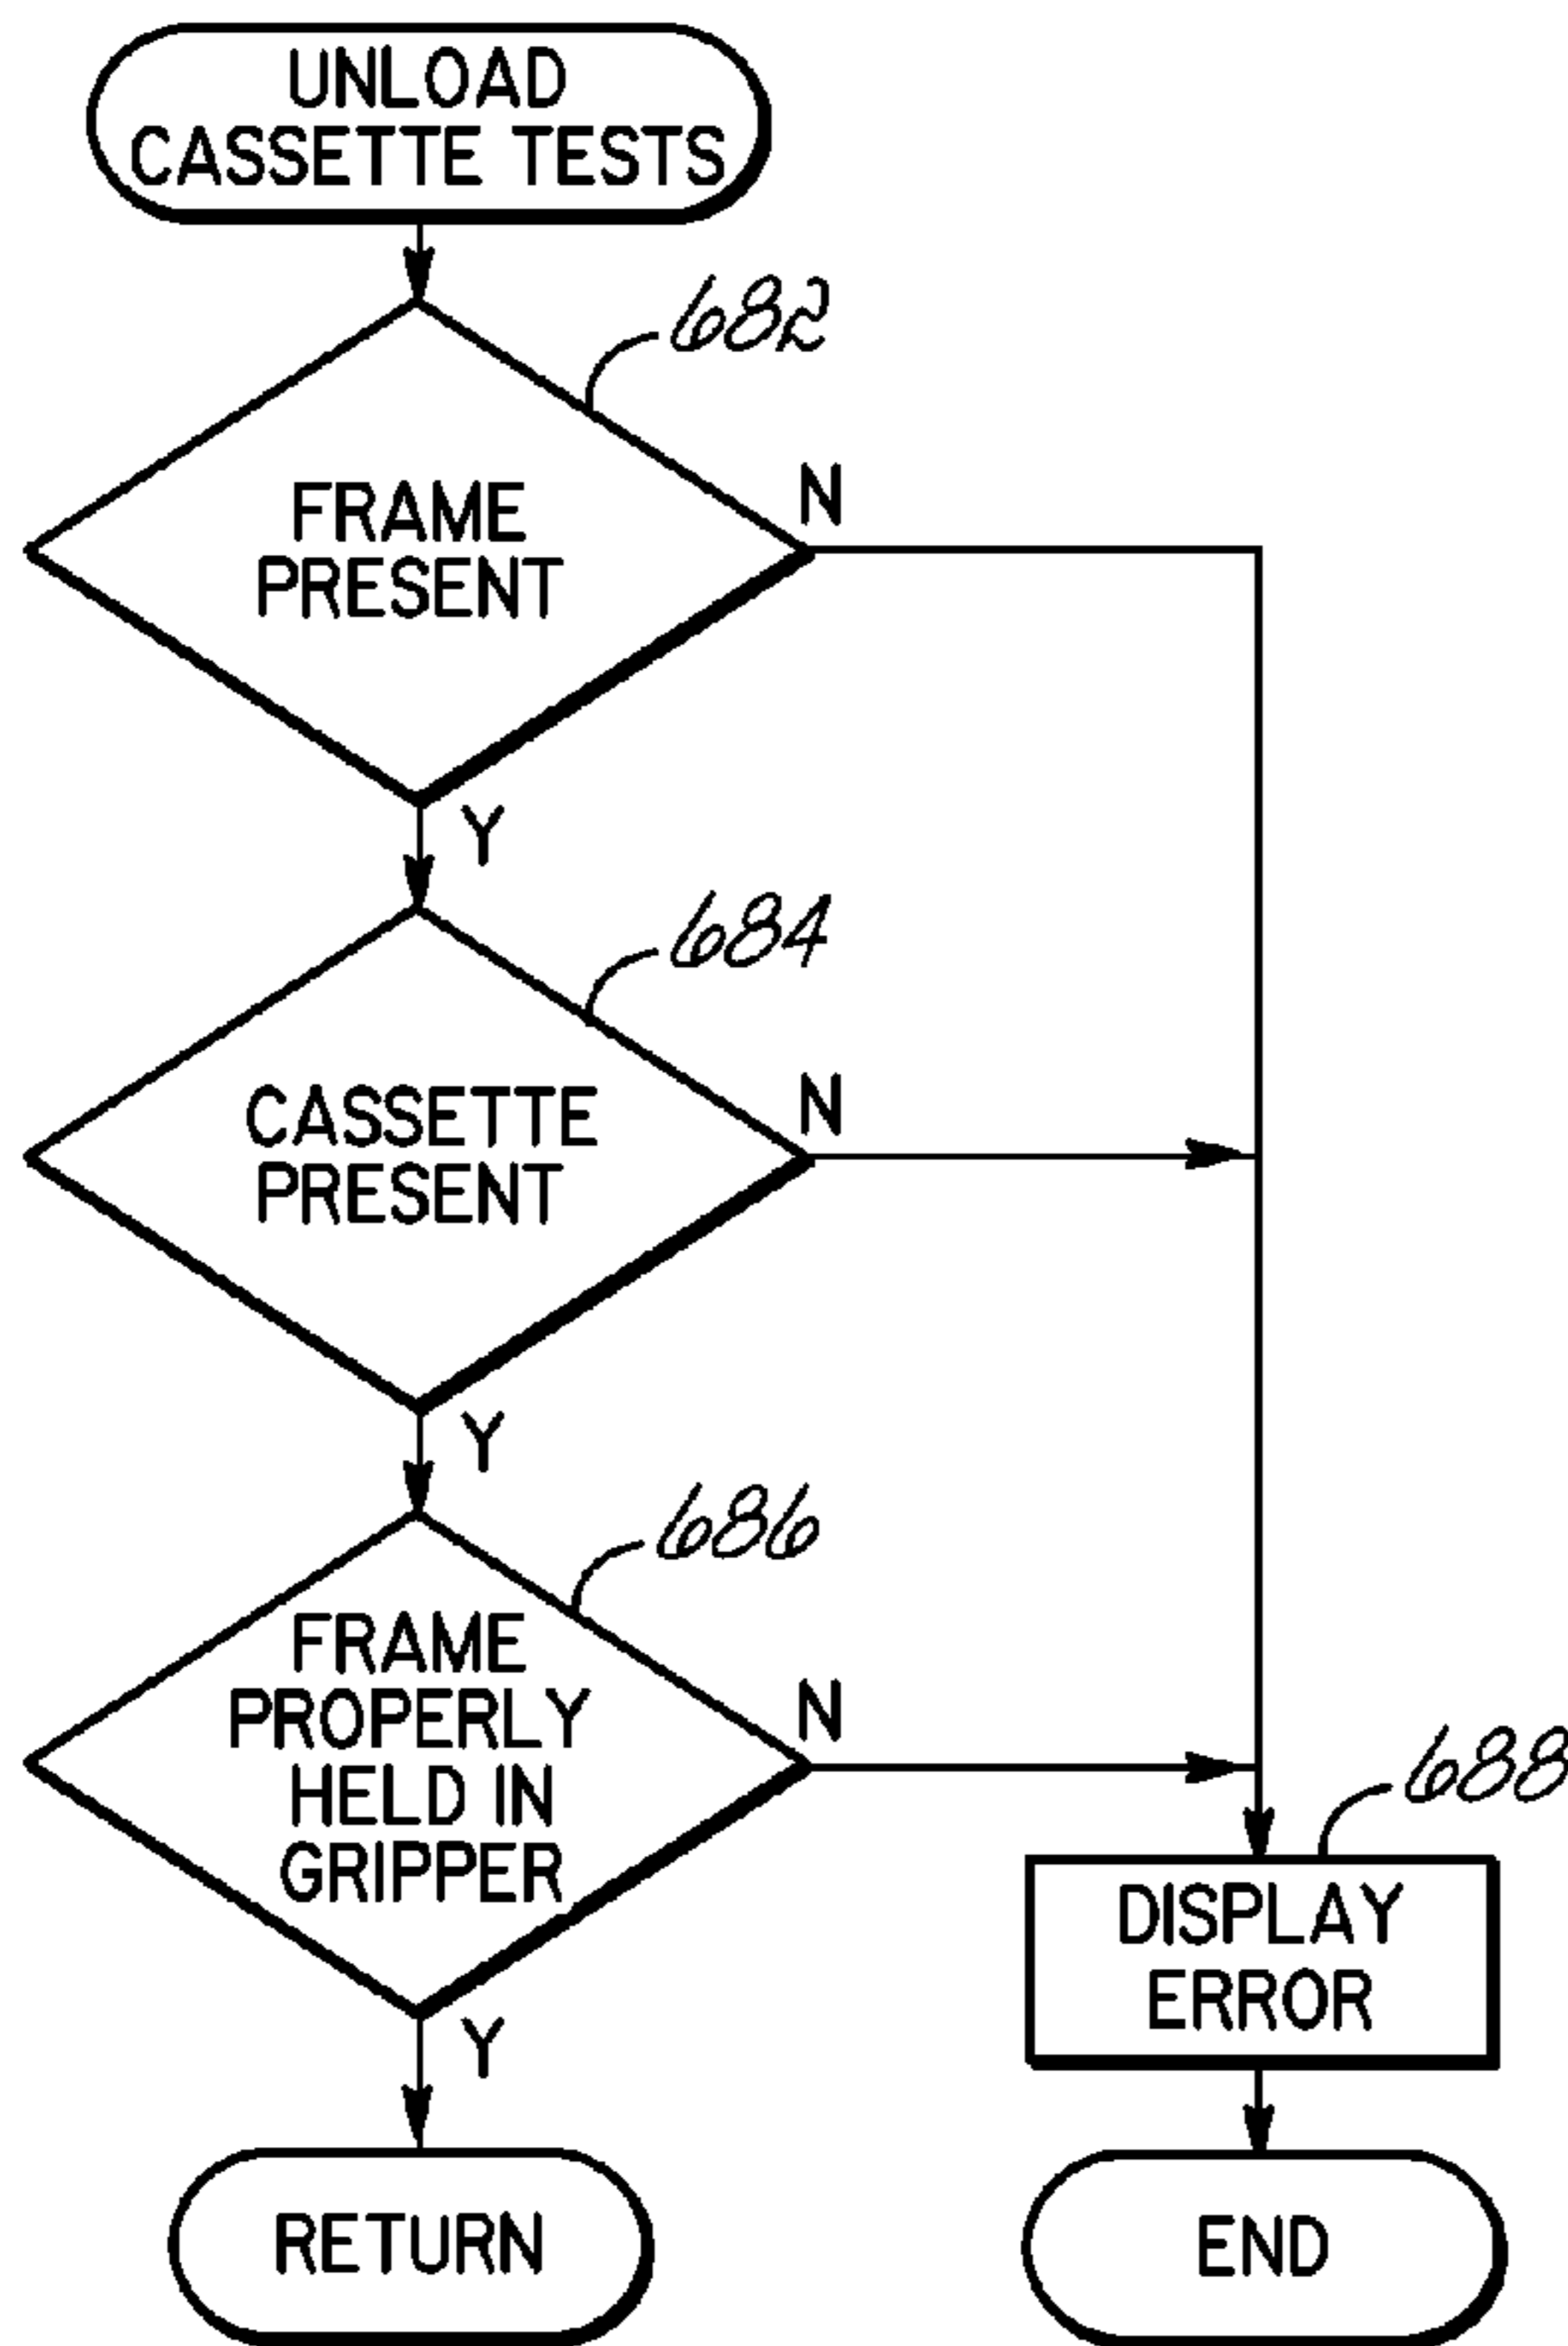 UNLOAD
CASSETTE TESTS
682
FRAME
PRESENT
N
Y
684
CASSETTE
PRESENT
N
Y
686
FRAME
PROPERLY
HELD IN
GRIPPER
N
Y
688
DISPLAY
ERROR
RETURN
END